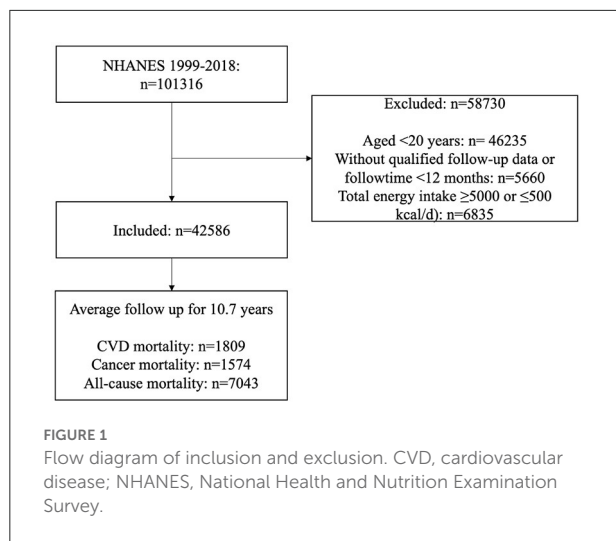 NHANES 1999-2018:
n=101316
Excluded: n=58730
Aged <20 years: n= 46235
Without qualified follow-up data or
followtime <12 months: n=5660
Total energy intake ≥5000 or ≤500
kcal/d): n=6835
Included: n=42586
Average follow up for 10.7 years
CVD mortality: n=1809
Cancer mortality: n=1574
All-cause mortality: n=7043
FIGURE 1
Flow diagram of inclusion and exclusion. CVD, cardiovascular
disease; NHANES, National Health and Nutrition Examination
Survey.